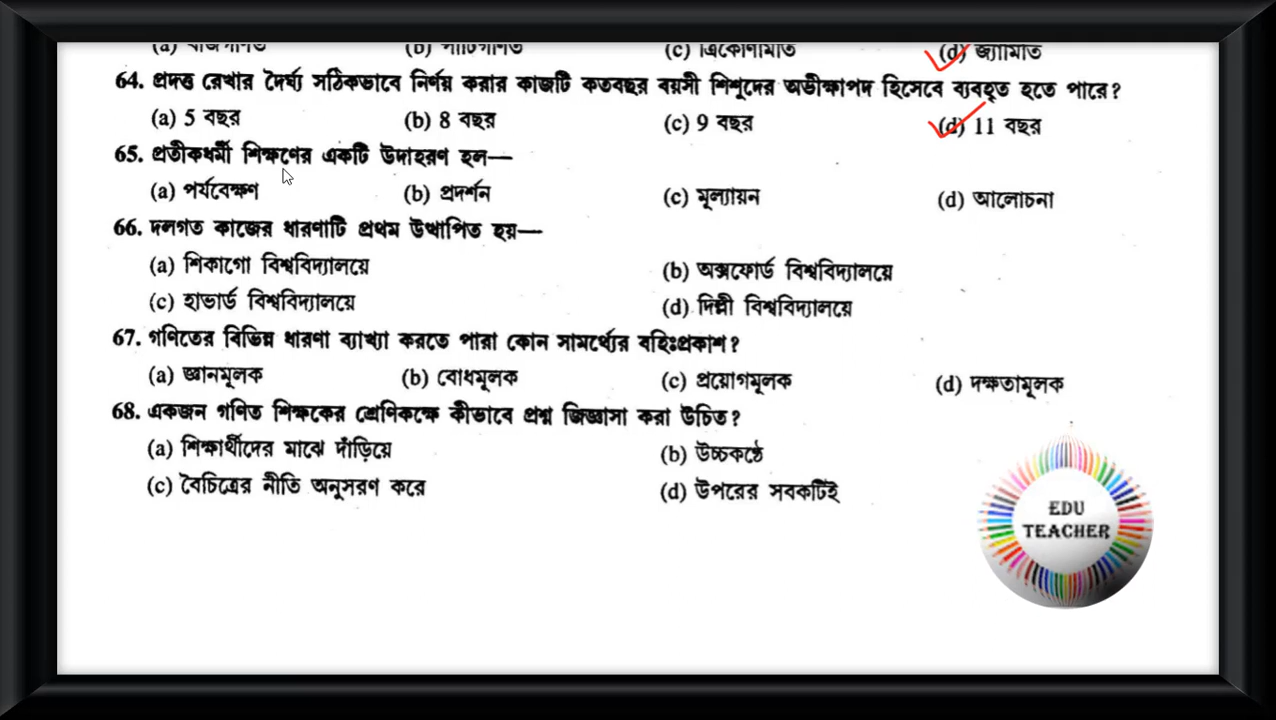 (a) বীজগণিত (b) পাটিগণিত (c) ত্রিকোণমিতি (d) জ্যামিতি
64. প্রদত্ত রেখার দৈর্ঘ্য সঠিকভাবে নির্ণয় করার কাজটি কতবছর বয়সী শিশুদের অভীক্ষাপদ হিসেবে ব্যবহৃত হতে পারে?
(a) 5 বছর (b) 8 বছর (c) 9 বছর (d) 11 বছর
65. প্রতীকধর্মী শিক্ষণের একটি উদাহরণ হল—
(a) পর্যবেক্ষণ (b) প্রদর্শন (c) মূল্যায়ন (d) আলোচনা
66. দলগত কাজের ধারণাটি প্রথম উত্থাপিত হয়—
(a) শিকাগো বিশ্ববিদ্যালয়ে (b) অক্সফোর্ড বিশ্ববিদ্যালয়ে
(c) হাভার্ড বিশ্ববিদ্যালয়ে (d) দিল্লী বিশ্ববিদ্যালয়ে
67. গণিতের বিভিন্ন ধারণা ব্যাখ্যা করতে পারা কোন সামর্থ্যের বহিঃপ্রকাশ?
(a) জ্ঞানমূলক (b) বোধমূলক (c) প্রয়োগমূলক (d) দক্ষতামূলক
68. একজন গণিত শিক্ষকের শ্রেণিকক্ষে কীভাবে প্রশ্ন জিজ্ঞাসা করা উচিত?
(a) শিক্ষার্থীদের মাঝে দাঁড়িয়ে (b) উচ্চকণ্ঠে
(c) বৈচিত্রের নীতি অনুসরণ করে (d) উপরের সবকটিই
EDU
TEACHER